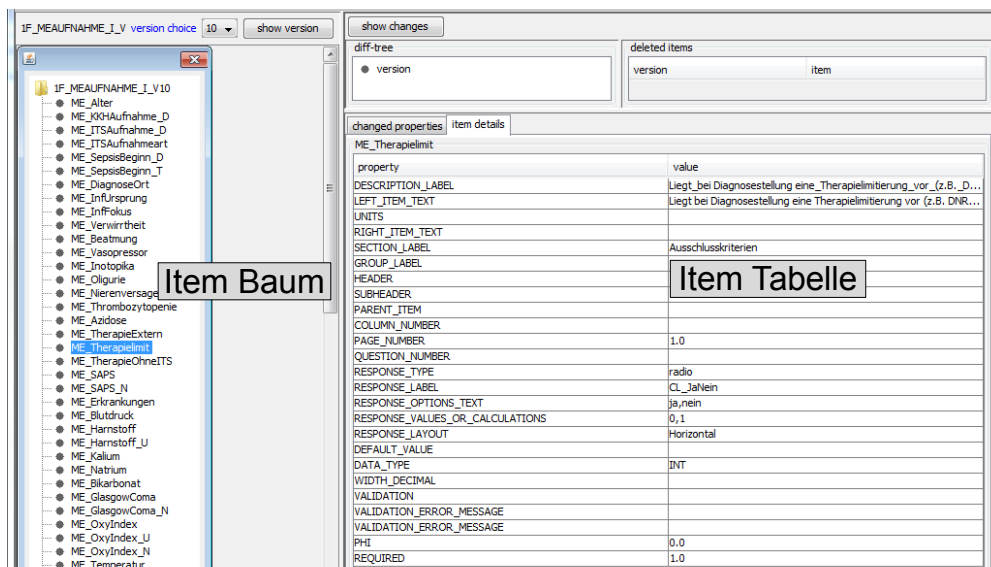 1F_MEAUFNAHME_I_V version choice 10 show version
1F_MEAUFNAHME_I_V10
ME_Alter
ME_KKHAufnahme_D
ME_ITSAufnahme_D
ME_ITSAufnahmeart
ME_SepsisBeginn_D
ME_SepsisBeginn_T
ME_DiagnoseOrt
ME_InfUrsprung
ME_InfFokus
ME_Verwirrtheit
ME_Beatmung
ME_Vasopressor
ME_Inotopika
ME_Oligurie
ME_Nierenversage
ME_Thrombozytopenie
ME_Azidose
ME_TherapieExtern
ME_Therapielimit
ME_TherapieOhneITS
ME_SAPS
ME_SAPS_N
ME_Erkrankungen
ME_Blutdruck
ME_Harnstoff
ME_Harnstoff_U
ME_Kalium
ME_Natrium
ME_Bikarbonat
ME_GlasgowComa
ME_GlasgowComa_N
ME_OxyIndex
ME_OxyIndex_U
ME_OxyIndex_N
ME_Temperatur
Item Baum
show changes
diff-tree
version
deleted items
version item
changed properties item details
ME_Therapielimit
property value
DESCRIPTION_LABEL Liegt_bei Diagnosestellung eine_Therapielimitierung_vor_(z.B._D...
LEFT_ITEM_TEXT Liegt bei Diagnosestellung eine Therapielimitierung vor (z.B. DNR...
UNITS
RIGHT_ITEM_TEXT
SECTION_LABEL Ausschlusskriterien
GROUP_LABEL
HEADER
SUBHEADER
PARENT_ITEM
COLUMN_NUMBER
PAGE_NUMBER 1.0
QUESTION_NUMBER
RESPONSE_TYPE radio
RESPONSE_LABEL CL_JaNein
RESPONSE_OPTIONS_TEXT ja,nein
RESPONSE_VALUES_OR_CALCULATIONS 0,1
RESPONSE_LAYOUT Horizontal
DEFAULT_VALUE
DATA_TYPE INT
WIDTH_DECIMAL
VALIDATION
VALIDATION_ERROR_MESSAGE
VALIDATION_ERROR_MESSAGE
PHI 0.0
REQUIRED 1.0
Item Tabelle